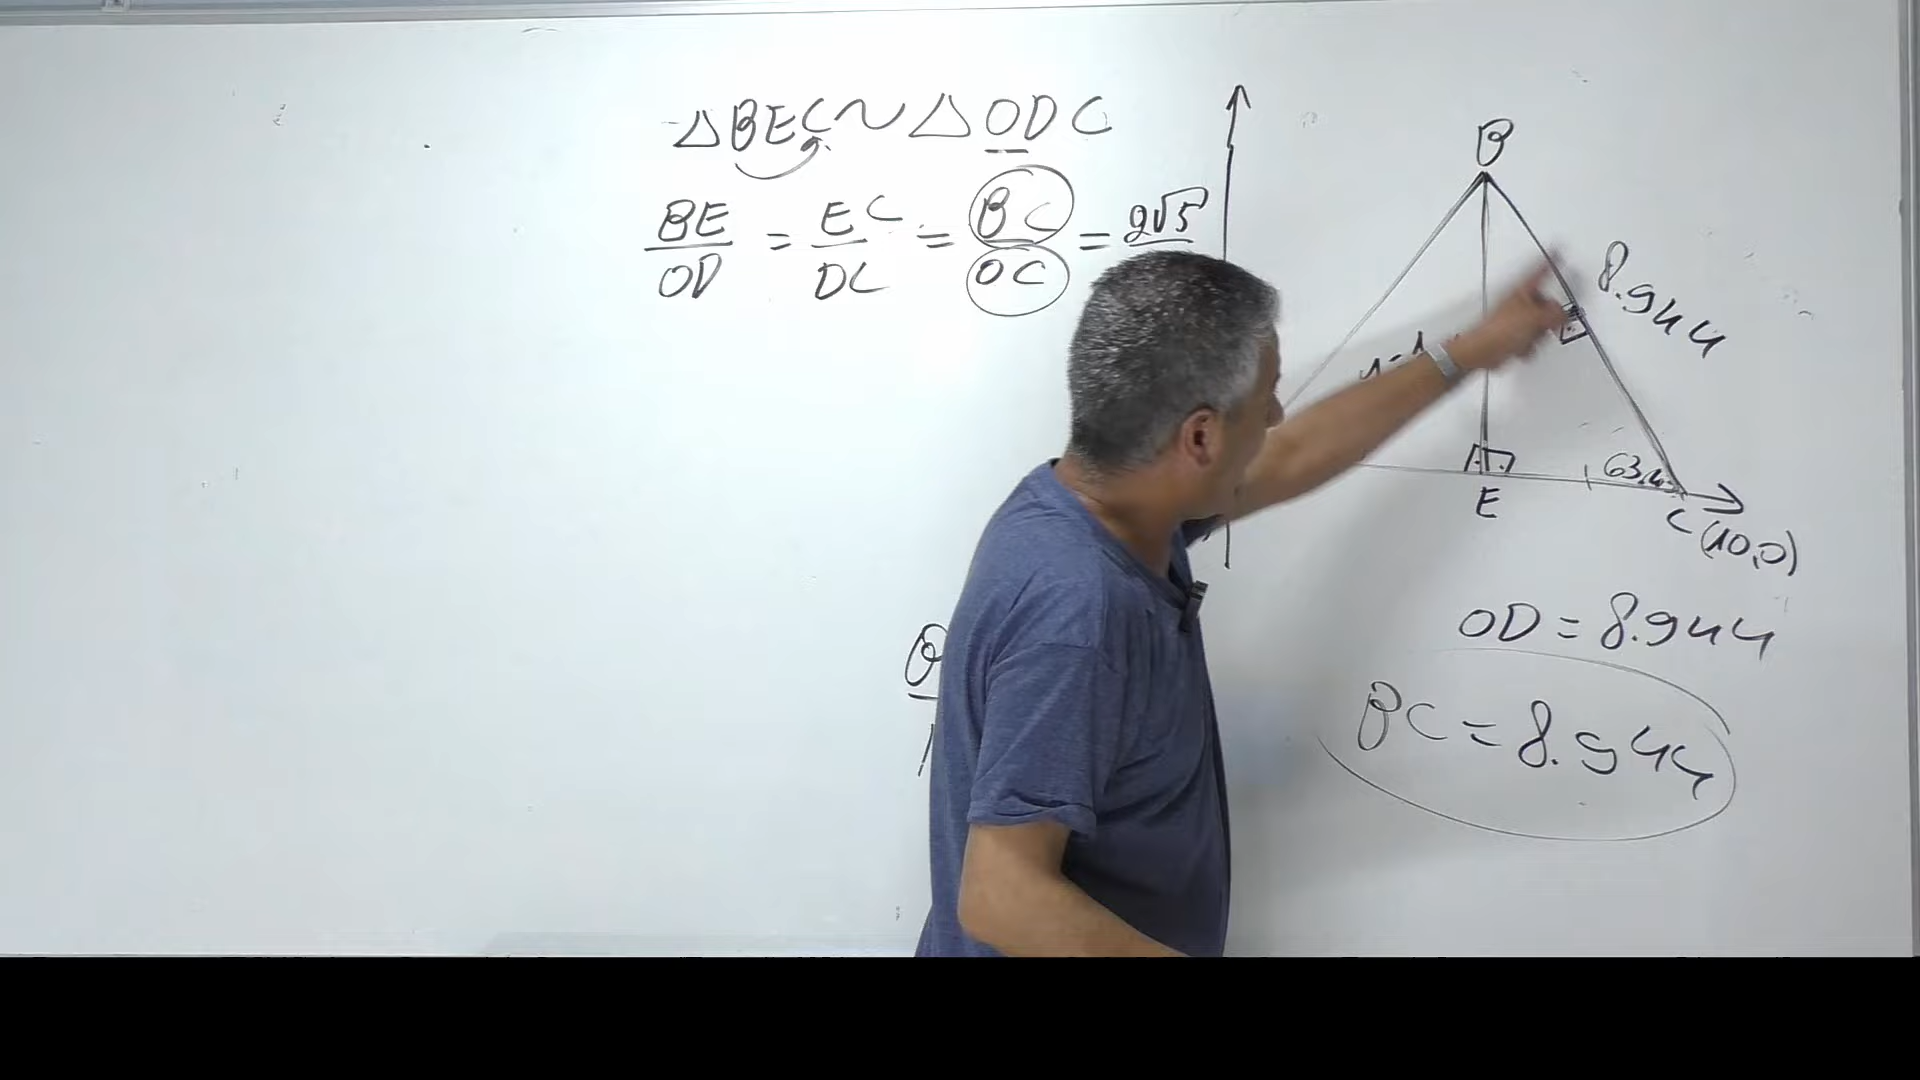 △BEC ~ △ODC
BE/OD = EC/DC = BC/OC = 2√5
B
8.944
E
63.43
C(10,0)
OD = 8.944
BC = 8.944